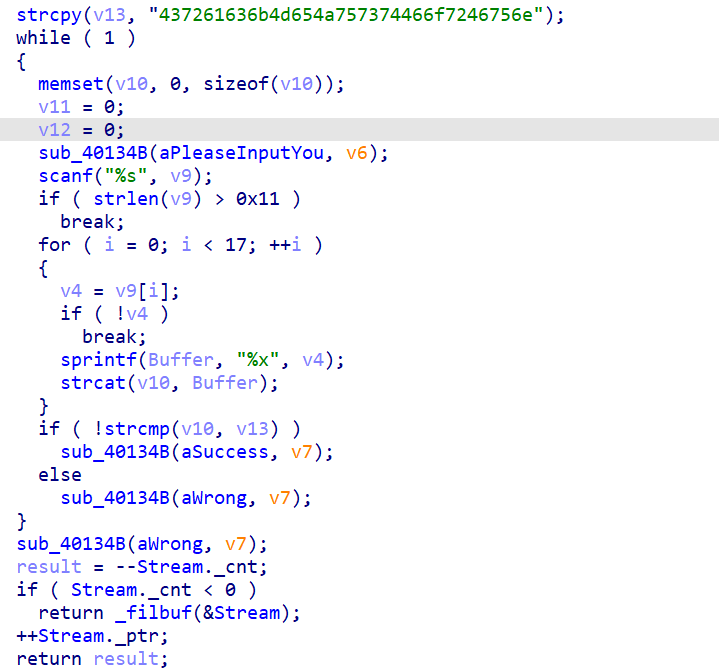 strcpy(v13, "437261636b4d654a757374466f7246756e");
while ( 1 )
{
memset(v10, 0, sizeof(v10));
v11 = 0;
v12 = 0;
sub_40134B(aPleaseInputYou, v6);
scanf("%s", v9);
if ( strlen(v9) > 0x11 )
break;
for ( i = 0; i < 17; ++i )
{
v4 = v9[i];
if ( !v4 )
break;
sprintf(Buffer, "%x", v4);
strcat(v10, Buffer);
}
if ( !strcmp(v10, v13) )
sub_40134B(aSuccess, v7);
else
sub_40134B(aWrong, v7);
}
sub_40134B(aWrong, v7);
result = --Stream._cnt;
if ( Stream._cnt < 0 )
return _filbuf(&Stream);
++Stream._ptr;
return result;